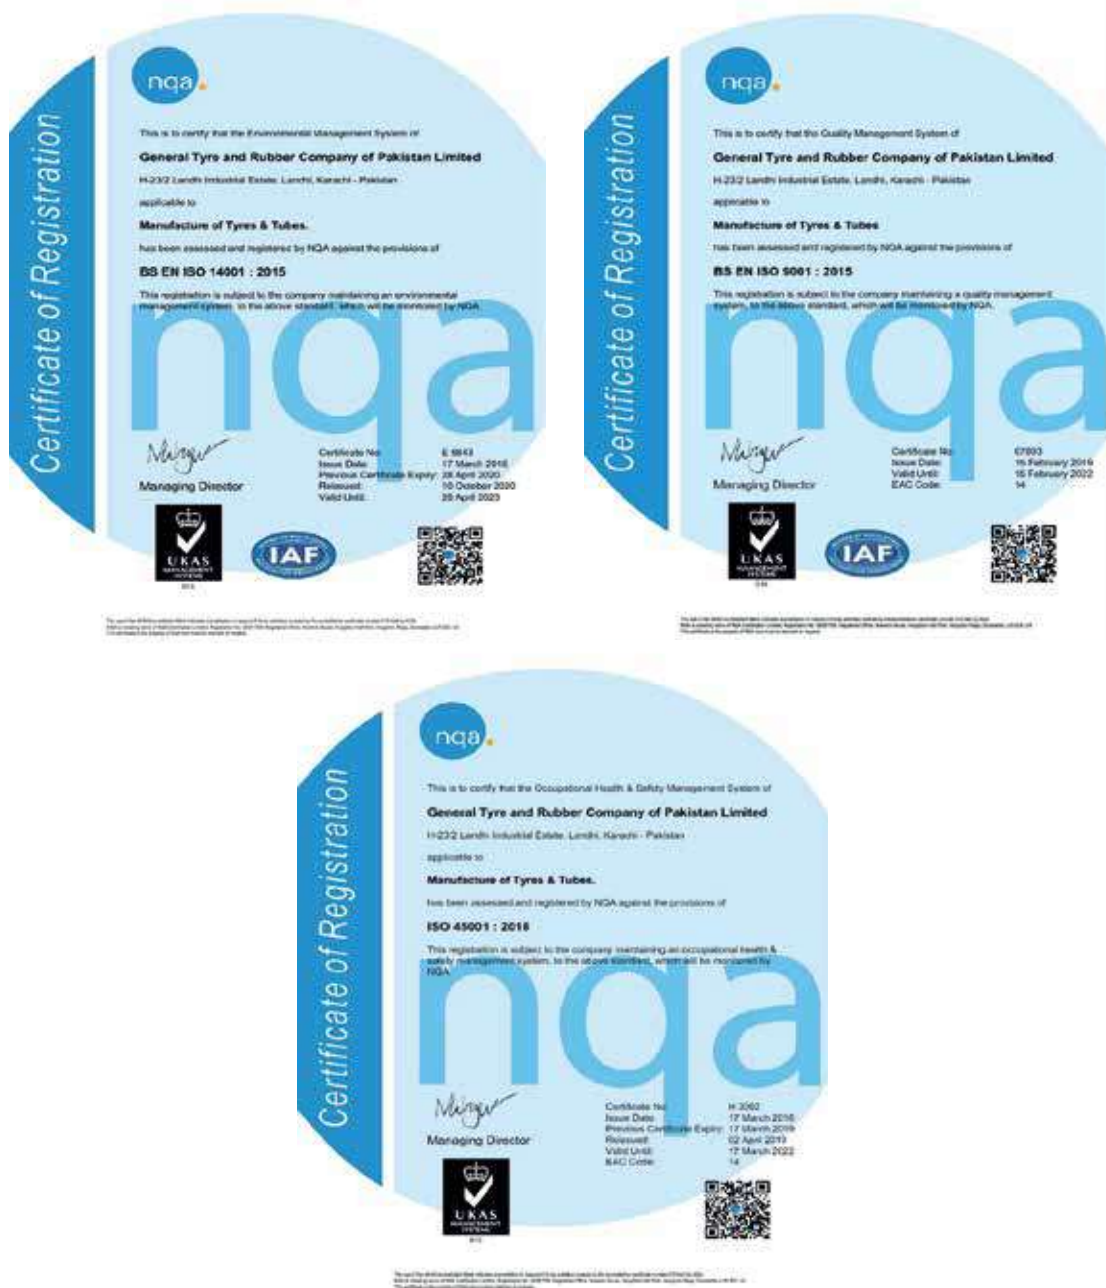 Certificate of Registration
nqa.
This is to certify that the Environmental Management System of
General Tyre and Rubber Company of Pakistan Limited
H-23/2 Landhi Industrial Estate, Landhi, Karachi - Pakistan
applicable to
Manufacture of Tyres & Tubes.
has been assessed and registered by NQA against the provisions of
BS EN ISO 14001 : 2015
This registration is subject to the company maintaining an environmental
management system, to the above standard, which will be monitored by NQA.
nqa
Managing Director
Certificate No:
Issue Date: 17 March
Previous Certificate Expiry: April 2020
Reissued: 10 October 2020
Valid Until: April 2023
UKAS
MANAGEMENT
SYSTEMS
IAF
Certificate of Registration
nqa.
This is to certify that the Quality Management System of
General Tyre and Rubber Company of Pakistan Limited
H-23/2 Landhi Industrial Estate, Landhi, Karachi - Pakistan
applicable to
Manufacture of Tyres & Tubes
has been assessed and registered by NQA against the provisions of
BS EN ISO 9001 : 2015
This registration is subject to the company maintaining a quality management
system, to the above standard, which will be monitored by NQA.
nqa
Managing Director
Certificate No:
Issue Date: February 2019
Valid Until: February 2022
EAC Code: 14
UKAS
MANAGEMENT
SYSTEMS
IAF
Certificate of Registration
nqa.
This is to certify that the Occupational Health & Safety Management System of
General Tyre and Rubber Company of Pakistan Limited
H-23/2 Landhi Industrial Estate, Landhi, Karachi - Pakistan
applicable to
Manufacture of Tyres & Tubes.
has been assessed and registered by NQA against the provisions of
ISO 45001 : 2018
This registration is subject to the company maintaining an occupational health &
safety management system, to the above standard, which will be monitored by
NQA
nqa
Managing Director
Certificate No:
Issue Date: 17 March
Previous Certificate Expiry: 17 March 2019
Reissued: 02 April 2019
Valid Until: 17 March 2022
EAC Code: 14
UKAS
MANAGEMENT
SYSTEMS